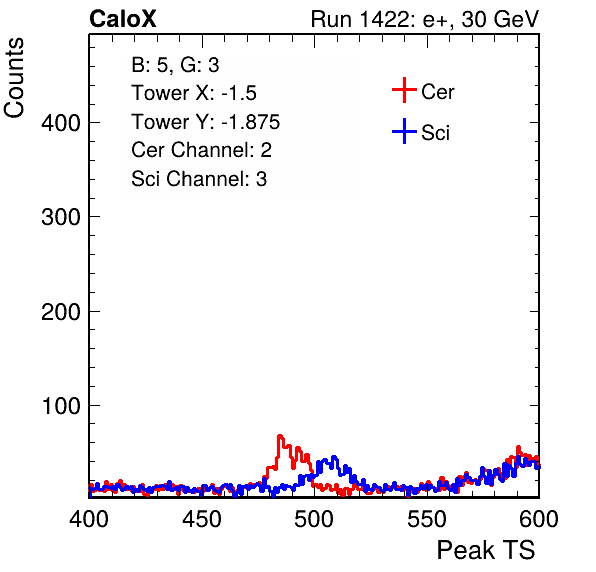 CaloX Run 1422: e+, 30 GeV
Counts
B: 5, G: 3
Tower X: -1.5
Tower Y: -1.875
Cer Channel: 2
Sci Channel: 3
Cer
Sci
400
300
200
100
400 450 500 550 600
Peak TS